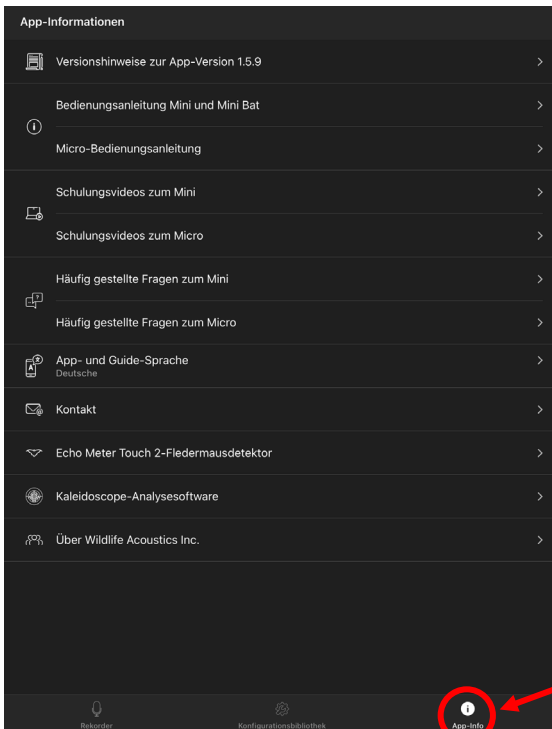 App-Informationen
Versionshinweise zur App-Version 1.5.9
Bedienungsanleitung Mini und Mini Bat
Micro-Bedienungsanleitung
Schulungsvideos zum Mini
Schulungsvideos zum Micro
Häufig gestellte Fragen zum Mini
Häufig gestellte Fragen zum Micro
App- und Guide-Sprache
Deutsche
Kontakt
Echo Meter Touch 2-Fledermausdetektor
Kaleidoscope-Analysesoftware
Über Wildlife Acoustics Inc.
Rekorder
Konfigurationsbibliothek
App-Info